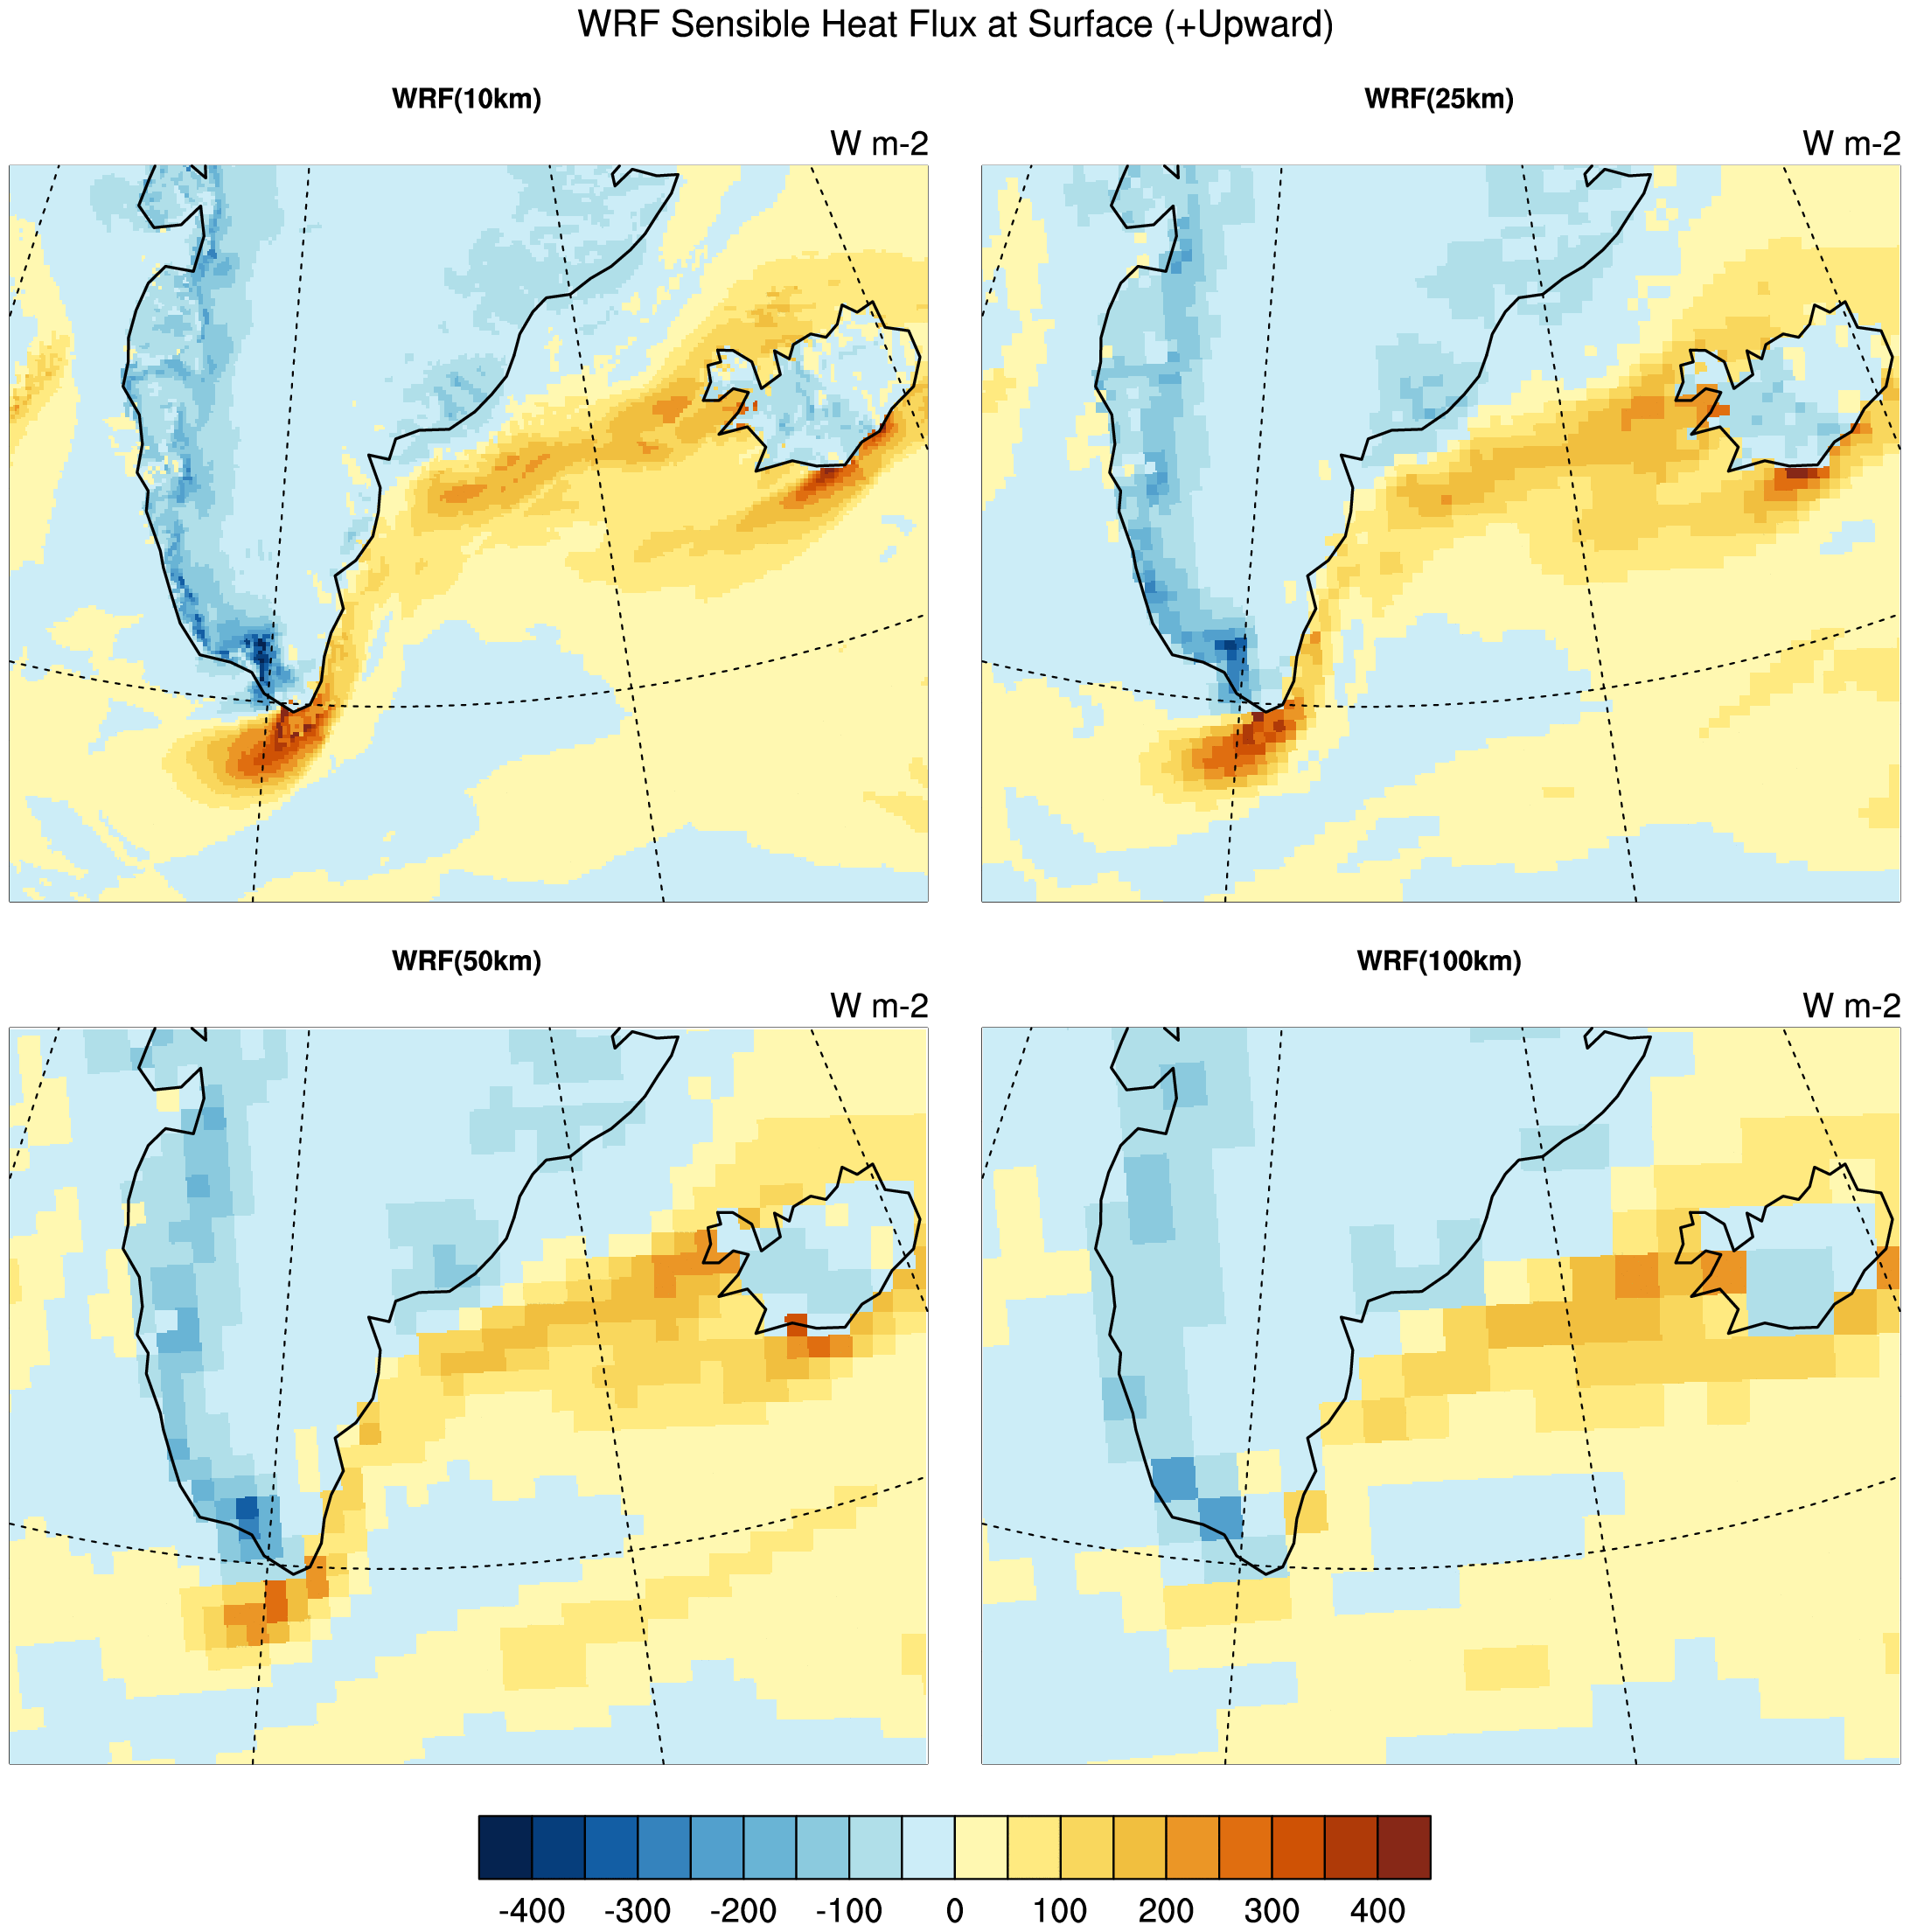 WRF Sensible Heat Flux at Surface (+Upward)
WRF(10km)
W m-2
WRF(25km)
W m-2
WRF(50km)
W m-2
WRF(100km)
W m-2
-400 -300 -200 -100 0 100 200 300 400